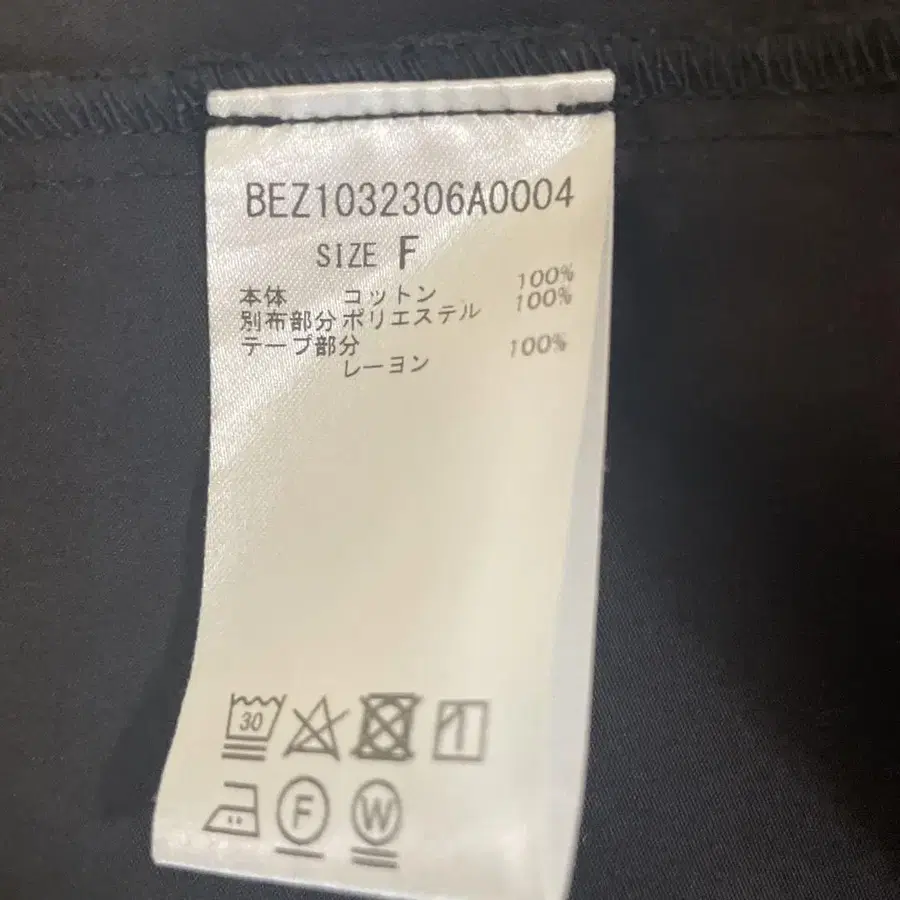 BEZ1032306A0004
SIZE F
本体 コットン 100%
別布部分 ポリエステル 100%
テープ部分
レーヨン 100%
30
F
W